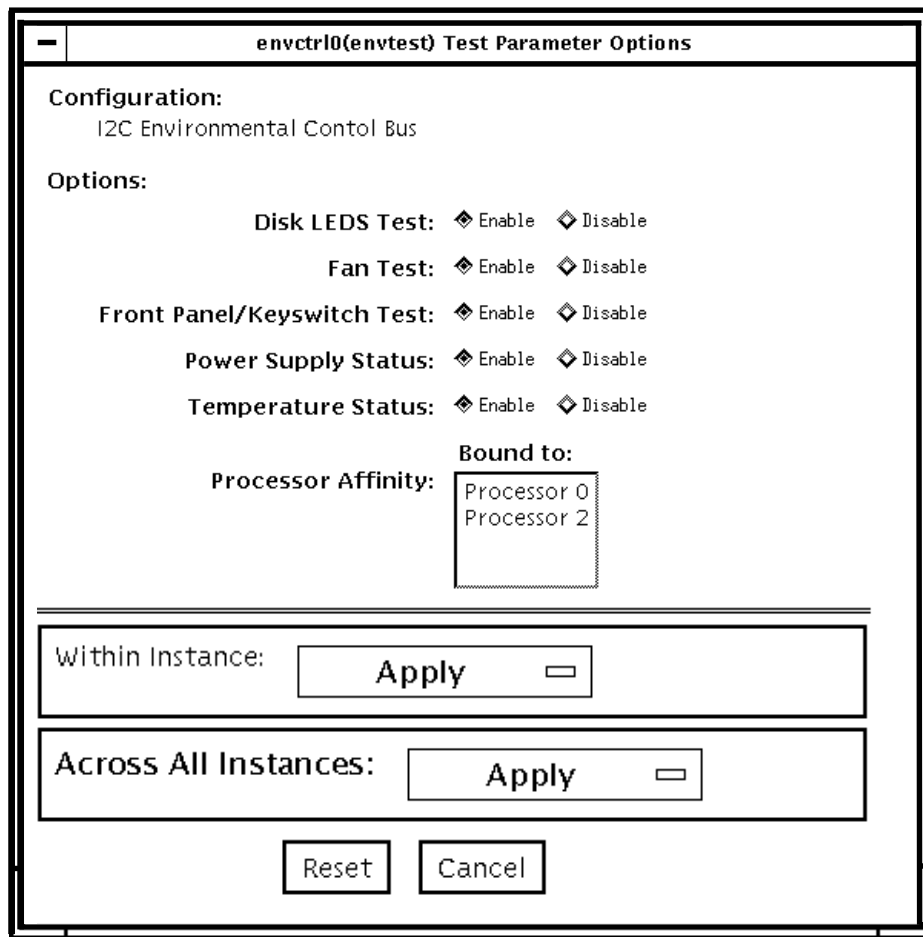 envctrl0(envtest) Test Parameter Options
Configuration:
I2C Environmental Contol Bus
Options:
Disk LEDS Test: Enable Disable
Fan Test: Enable Disable
Front Panel/Keyswitch Test: Enable Disable
Power Supply Status: Enable Disable
Temperature Status: Enable Disable
Bound to:
Processor Affinity:
Processor 0
Processor 2
Within Instance: Apply
Across All Instances: Apply
Reset Cancel